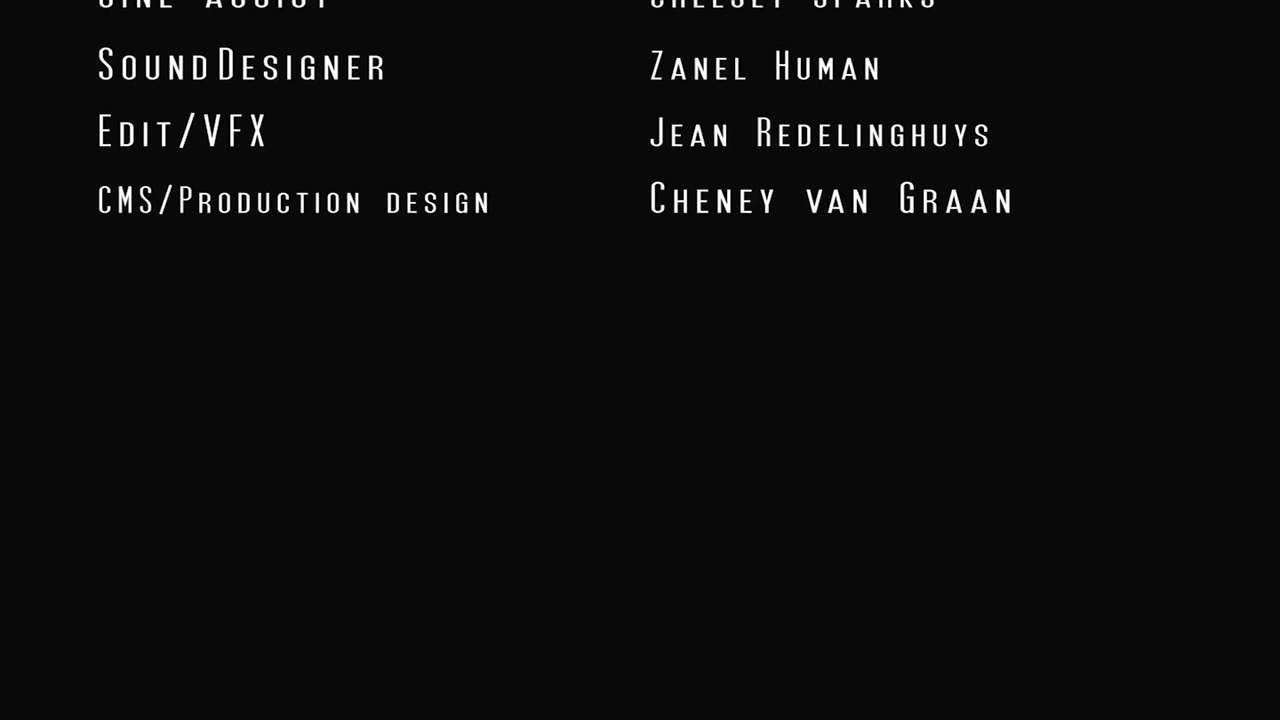 SoundDesigner Zanel Human
Edit/VFX Jean Redelinghuys
CMS/Production design Cheney van Graan